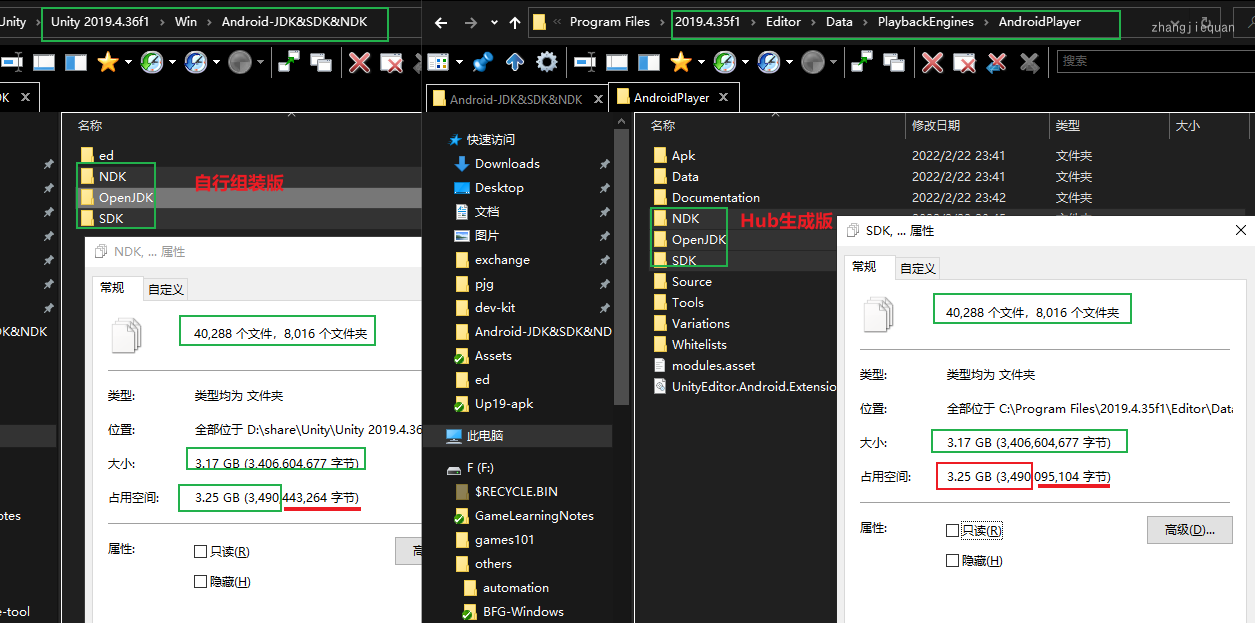 Unity
Unity 2019.4.36f1
Win
Android-JDK&SDK&NDK
DK
名称
ed
NDK
OpenJDK
SDK
自行组装版
NDK, ... 属性
常规
自定义
40,288 个文件，8,016 个文件夹
类型:
类型均为 文件夹
位置:
全部位于 D:\share\Unity\Unity 2019.4.36
大小:
3.17 GB (3,406,604,677 字节)
占用空间:
3.25 GB (3,490,443,264 字节)
属性:
只读(R)
隐藏(H)
高
K&NDK
otes
e-tool
Program Files
2019.4.35f1
Editor
Data
PlaybackEngines
AndroidPlayer
zhangjiequan
搜索
Android-JDK&SDK&NDK
AndroidPlayer
快速访问
Downloads
Desktop
文档
图片
exchange
pjg
dev-kit
Android-JDK&SDK&ND
Assets
ed
Up19-apk
此电脑
F (F:)
$RECYCLE.BIN
GameLearningNotes
games101
others
automation
BFG-Windows
名称
修改日期
类型
大小
Apk
2022/2/22 23:41
文件夹
Data
2022/2/22 23:41
文件夹
Documentation
2022/2/22 23:42
文件夹
NDK
OpenJDK
SDK
Hub生成版
Source
Tools
Variations
Whitelists
modules.asset
UnityEditor.Android.Extensio
SDK, ... 属性
常规
自定义
40,288 个文件，8,016 个文件夹
类型:
类型均为 文件夹
位置:
全部位于 C:\Program Files\2019.4.35f1\Editor\Data
大小:
3.17 GB (3,406,604,677 字节)
占用空间:
3.25 GB (3,490,095,104 字节)
属性:
只读(R)
高级(D)...
隐藏(H)